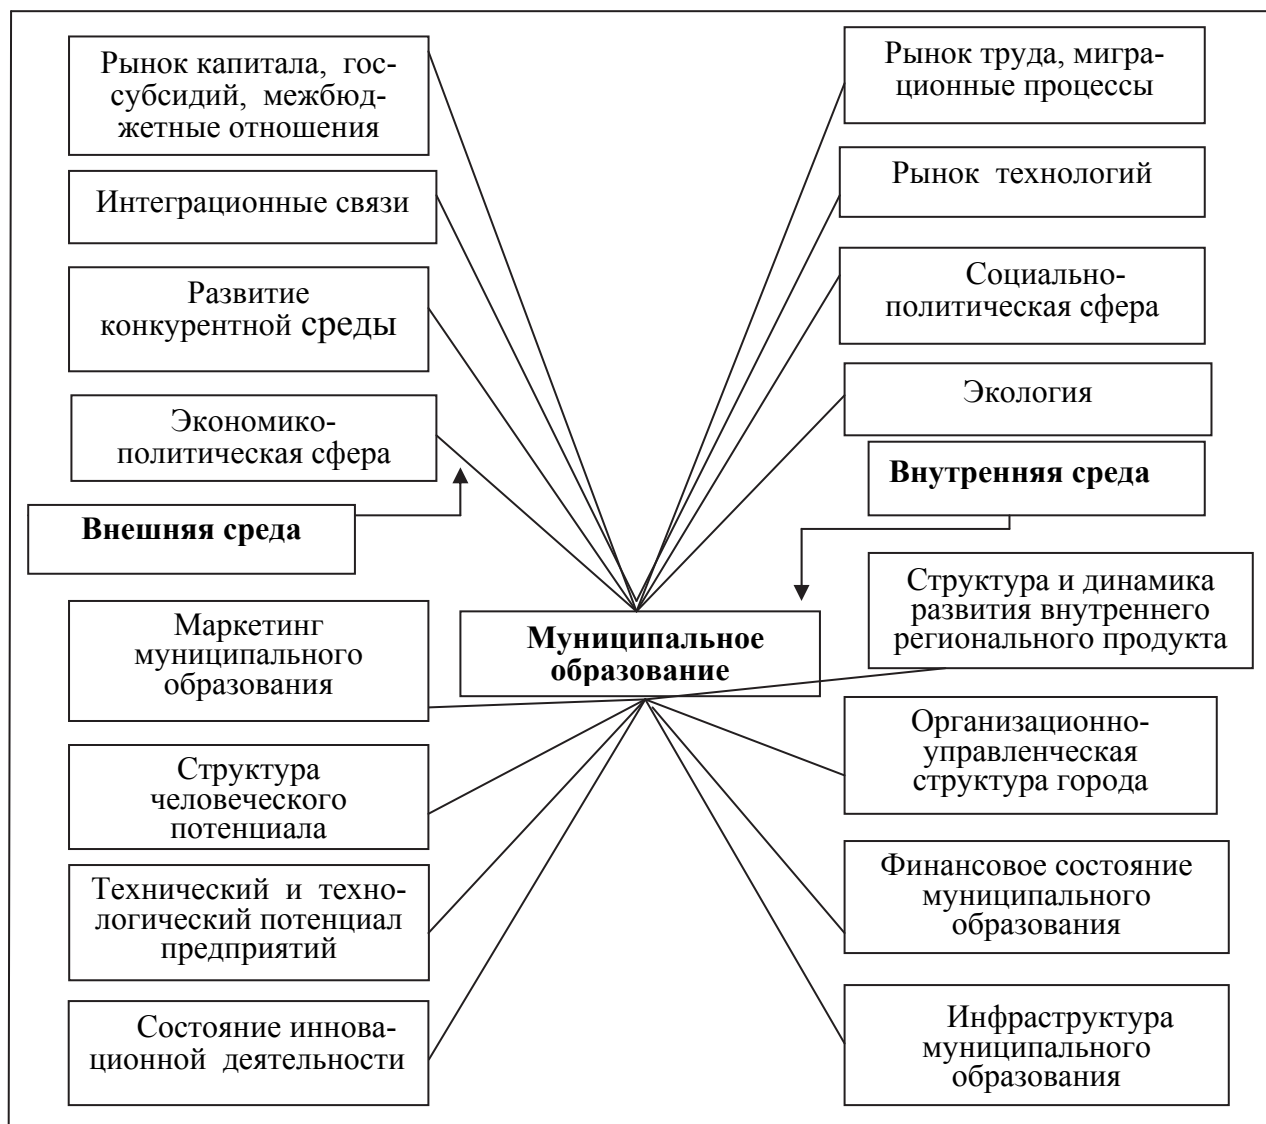 Рынок капитала, гос-
субсидий, межбюд-
жетные отношения
Интеграционные связи
Развитие
конкурентной среды
Экономико-
политическая сфера
Внешняя среда
Рынок труда, мигра-
ционные процессы
Рынок технологий
Социально-
политическая сфера
Экология
Внутренняя среда
Муниципальное
образование
Маркетинг
муниципального
образования
Структура
человеческого
потенциала
Технический и техно-
логический потенциал
предприятий
Состояние иннова-
ционной деятельности
Структура и динамика
развития внутреннего
регионального продукта
Организационно-
управленческая
структура города
Финансовое состояние
муниципального
образования
Инфраструктура
муниципального
образования